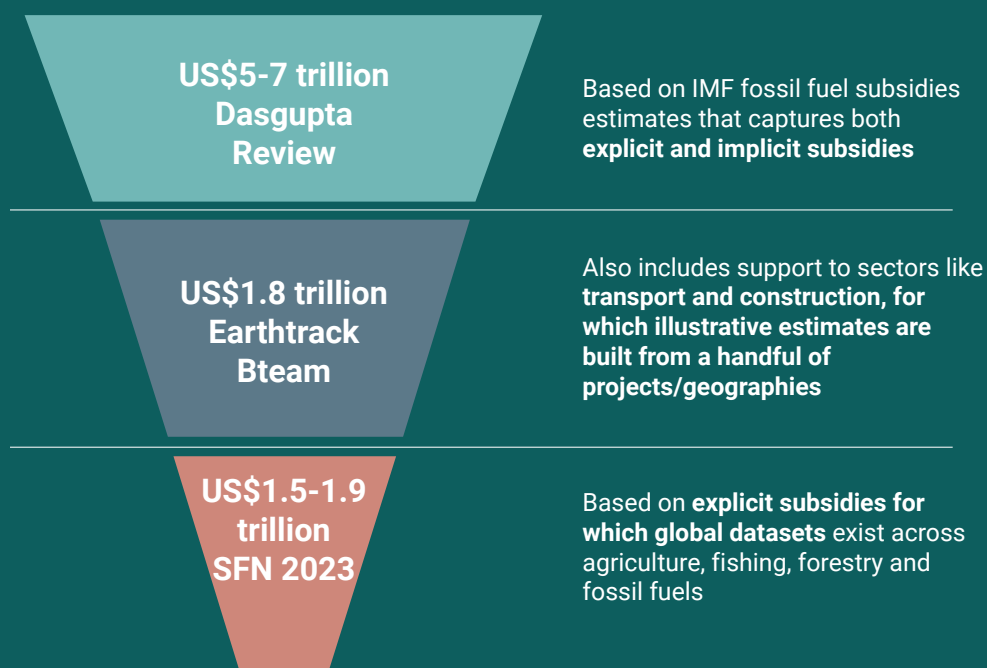 US$5-7 trillion
Dasgupta
Review
Based on IMF fossil fuel subsidies
estimates that captures both
explicit and implicit subsidies
US$1.8 trillion
Earthtrack
Bteam
Also includes support to sectors like
transport and construction, for
which illustrative estimates are
built from a handful of
projects/geographies
US$1.5-1.9
trillion
SFN 2023
Based on explicit subsidies for
which global datasets exist across
agriculture, fishing, forestry and
fossil fuels